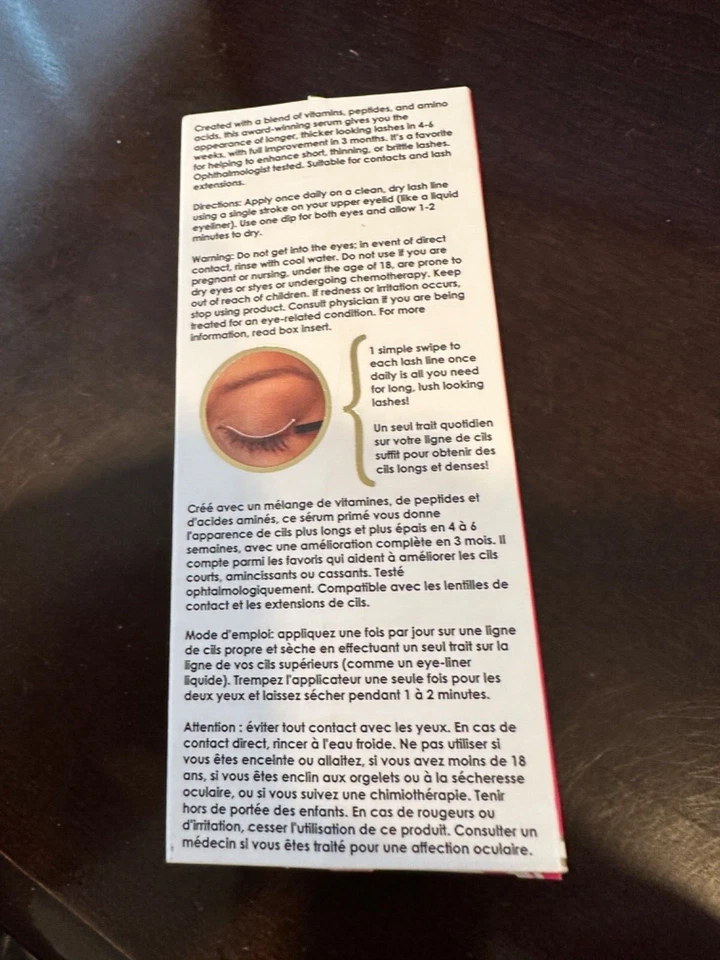 Created with a blend of vitamins, peptides, and amino
acids, this award-winning serum gives you the
appearance of longer, thicker looking lashes in 4-6
weeks, with full improvement in 3 months. It's a favorite
for helping to enhance short, thinning, or brittle lashes.
Ophthalmologist tested. Suitable for contacts and lash
extensions.
Directions: Apply once daily on a clean, dry lash line
using a single stroke on your upper eyelid (like a liquid
eyeliner). Use one dip for both eyes and allow 1-2
minutes to dry.
Warning: Do not get into the eyes; in event of direct
contact, rinse with cool water. Do not use if you are
pregnant or nursing, under the age of 18, are prone to
dry eyes or styes or undergoing chemotherapy. Keep
out of reach of children. If redness or irritation occurs,
stop using product. Consult physician if you are being
treated for an eye-related condition. For more
information, read box insert.
1 simple swipe to
each lash line once
daily is all you need
for long, lush looking
lashes!
Un seul trait quotidien
sur votre ligne de cils
suffit pour obtenir des
cils longs et denses!
Créé avec un mélange de vitamines, de peptides et
d'acides aminés, ce sérum primé vous donne
l'apparence de cils plus longs et plus épais en 4 à 6
semaines, avec une amélioration complète en 3 mois. Il
compte parmi les favoris qui aident à améliorer les cils
courts, amincissants ou cassants. Testé
ophtalmologiquement. Compatible avec les lentilles de
contact et les extensions de cils.
Mode d'emploi: appliquez une fois par jour sur une ligne
de cils propre et sèche en effectuant un seul trait sur la
ligne de vos cils supérieurs (comme un eye-liner
liquide). Trempez l'applicateur une seule fois pour les
deux yeux et laissez sécher pendant 1 à 2 minutes.
Attention : éviter tout contact avec les yeux. En cas de
contact direct, rincer à l'eau froide. Ne pas utiliser si
vous êtes enceinte ou allaitez, si vous avez moins de 18
ans, si vous êtes enclin aux orgelets ou à la sécheresse
oculaire, ou si vous suivez une chimiothérapie. Tenir
hors de portée des enfants. En cas de rougeurs ou
d'irritation, cesser l'utilisation de ce produit. Consulter un
médecin si vous êtes traité pour une affection oculaire.